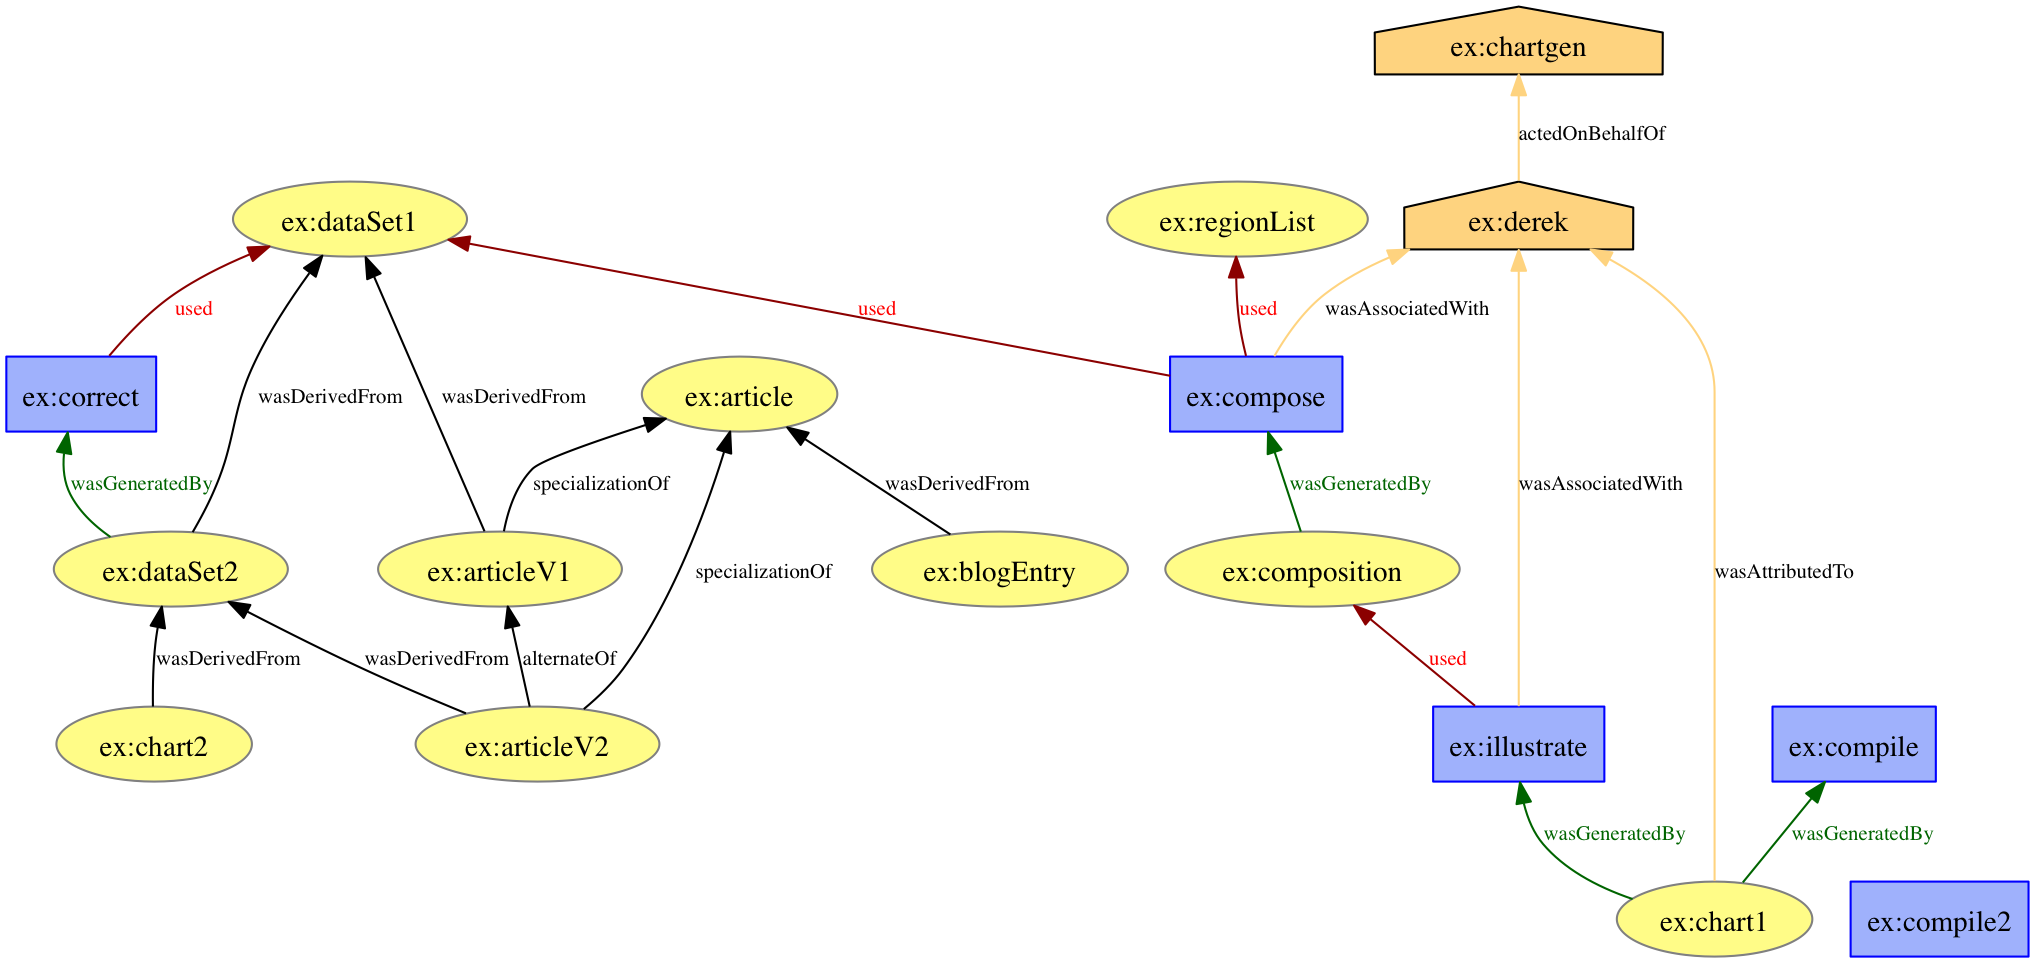 ex:chartgen
actedOnBehalfOf
ex:dataSet1
ex:regionList
ex:derek
used
used
used
wasAssociatedWith
ex:correct
wasDerivedFrom
wasDerivedFrom
ex:article
ex:compose
wasGeneratedBy
specializationOf
wasDerivedFrom
wasGeneratedBy
wasAssociatedWith
ex:dataSet2
ex:articleV1
specializationOf
ex:blogEntry
ex:composition
wasAttributedTo
wasDerivedFrom
wasDerivedFrom
alternateOf
used
ex:chart2
ex:articleV2
ex:illustrate
ex:compile
wasGeneratedBy
wasGeneratedBy
ex:chart1
ex:compile2